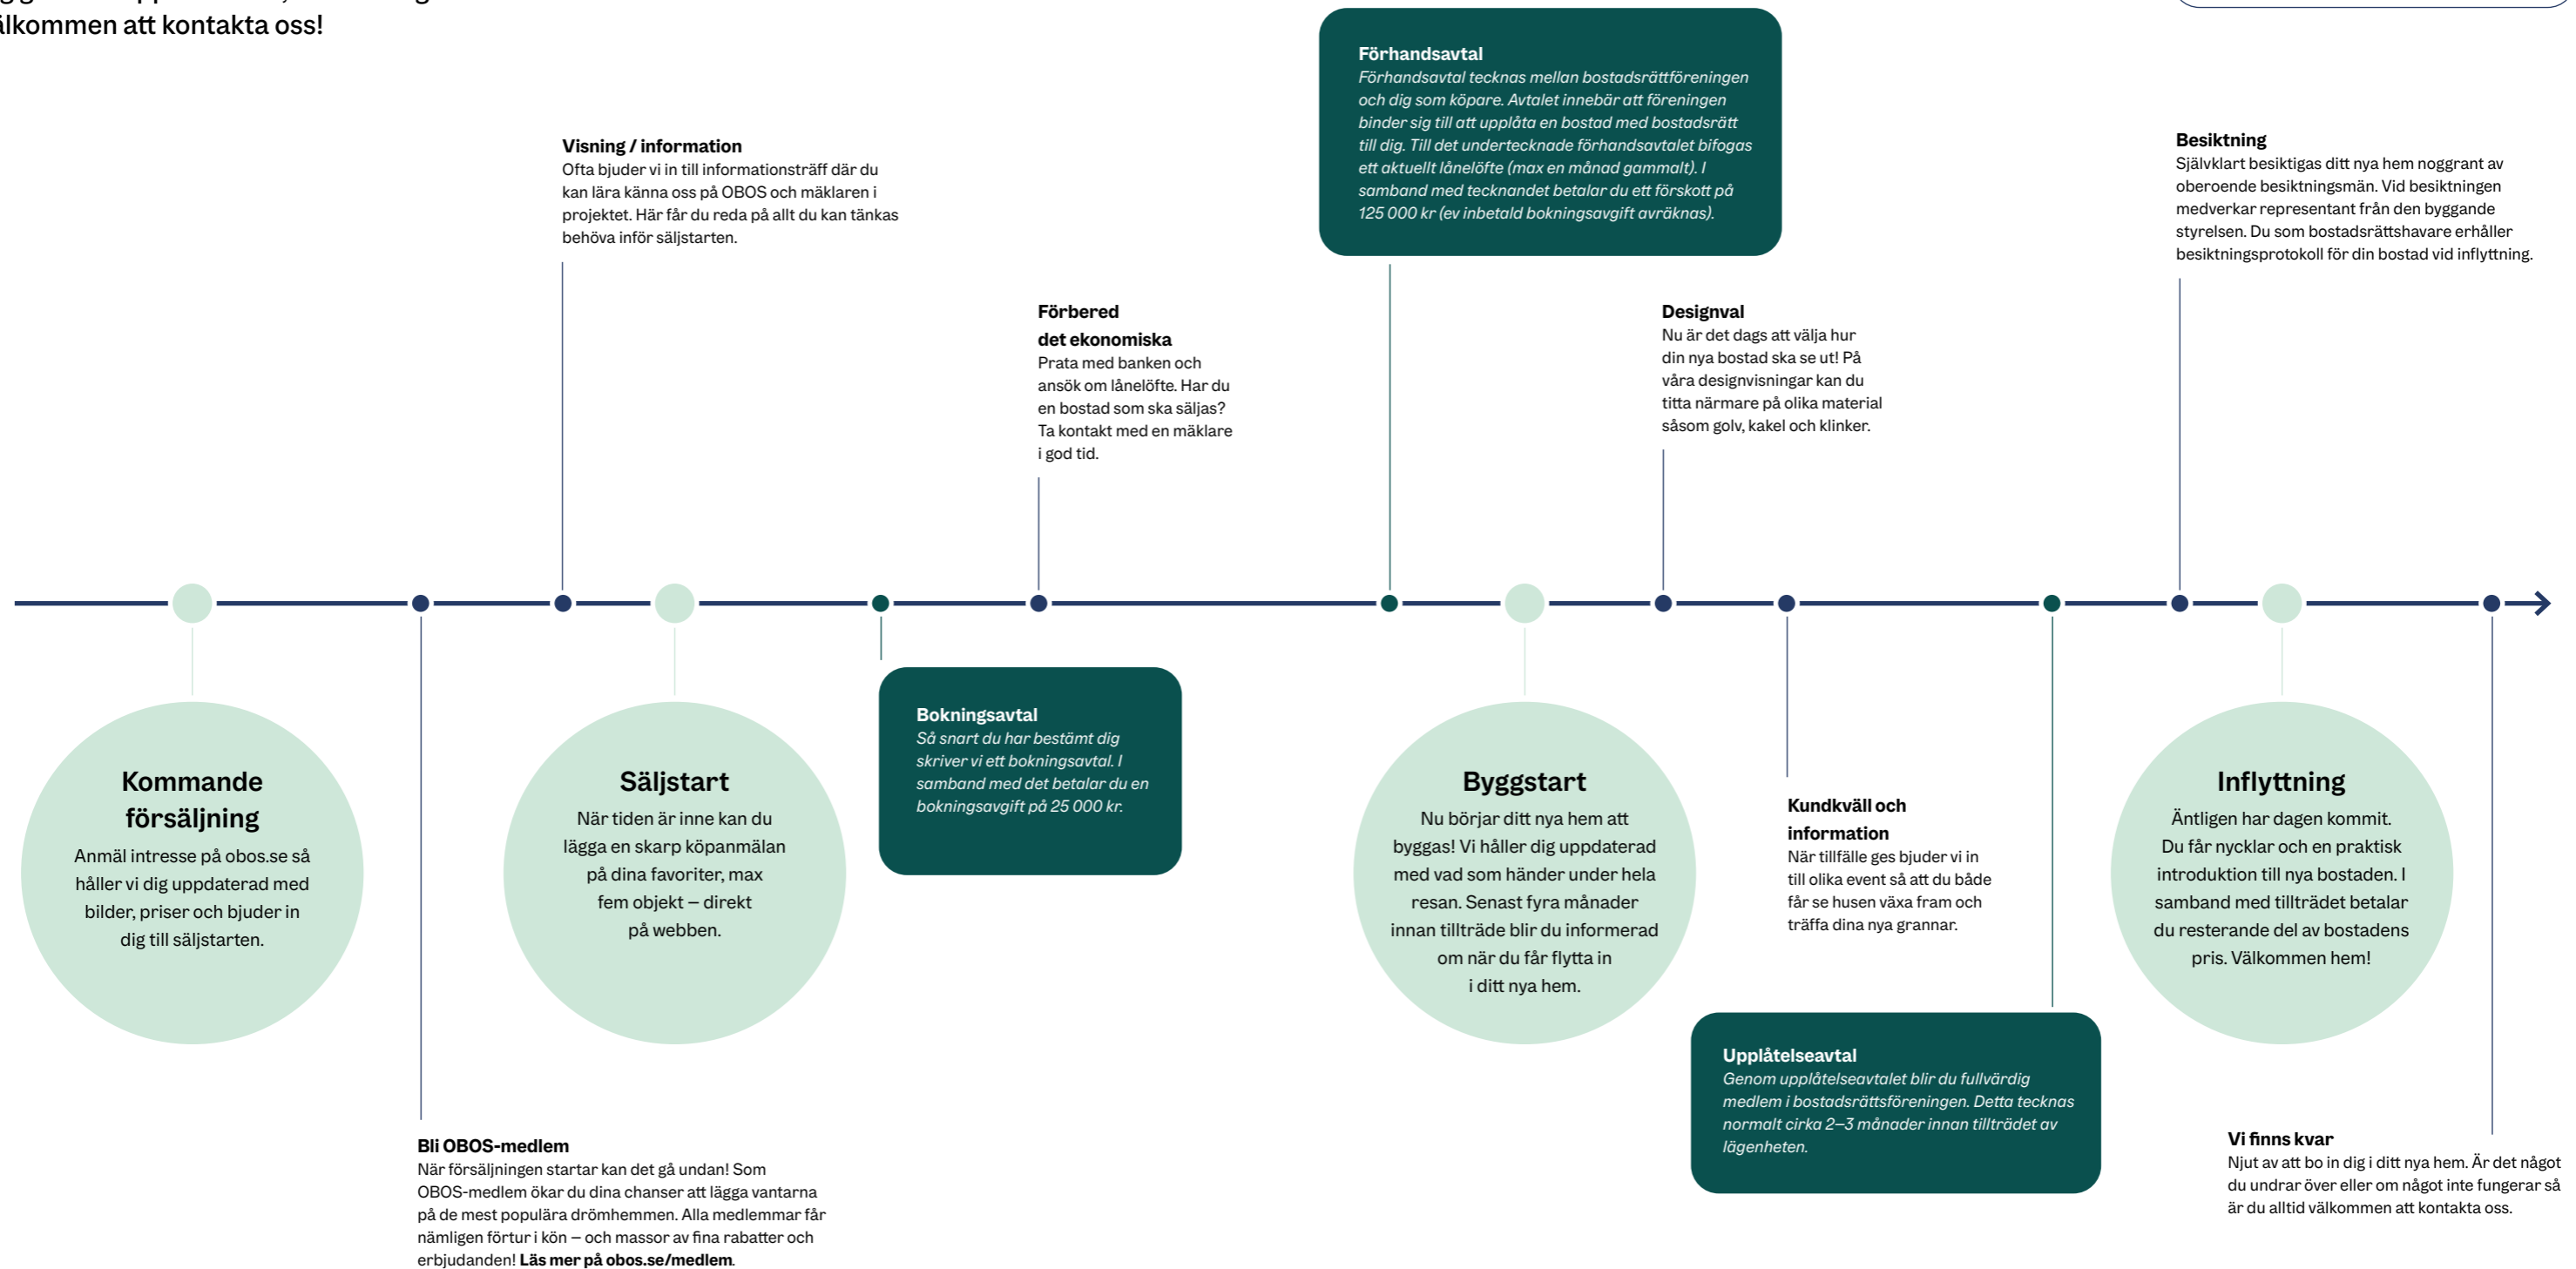 älkommen att kontakta oss!
Förhandsavtal
Förhandsavtal tecknas mellan bostadsrättföreningen
och dig som köpare. Avtalet innebär att föreningen
binder sig till att upplåta en bostad med bostadsrätt
till dig. Till det undertecknade förhandsavtalet bifogas
ett aktuellt lånelöfte (max en månad gammalt). I
samband med tecknandet betalar du ett förskott på
125 000 kr (ev inbetald bokningsavgift avräknas).
Visning / information
Ofta bjuder vi in till informationsträff där du
kan lära känna oss på OBOS och mäklaren i
projektet. Här får du reda på allt du kan tänkas
behöva inför säljstarten.
Besiktning
Självklart besiktigas ditt nya hem noggrant av
oberoende besiktningsmän. Vid besiktningen
medverkar representant från den byggande
styrelsen. Du som bostadsrättshavare erhåller
besiktningsprotokoll för din bostad vid inflyttning.
Förbered
det ekonomiska
Prata med banken och
ansök om lånelöfte. Har du
en bostad som ska säljas?
Ta kontakt med en mäklare
i god tid.
Designval
Nu är det dags att välja hur
din nya bostad ska se ut! På
våra designvisningar kan du
titta närmare på olika material
såsom golv, kakel och klinker.
Kommande
försäljning
Anmäl intresse på obos.se så
håller vi dig uppdaterad med
bilder, priser och bjuder in
dig till säljstarten.
Säljstart
När tiden är inne kan du
lägga en skarp köpanmälan
på dina favoriter, max
fem objekt – direkt
på webben.
Bokningsavtal
Så snart du har bestämt dig
skriver vi ett bokningsavtal. I
samband med det betalar du en
bokningsavgift på 25 000 kr.
Byggstart
Nu börjar ditt nya hem att
byggas! Vi håller dig uppdaterad
med vad som händer under hela
resan. Senast fyra månader
innan tillträde blir du informerad
om när du får flytta in
i ditt nya hem.
Kundkväll och
information
När tillfälle ges bjuder vi in
till olika event så att du både
får se husen växa fram och
träffa dina nya grannar.
Inflyttning
Äntligen har dagen kommit.
Du får nycklar och en praktisk
introduktion till nya bostaden. I
samband med tillträdet betalar
du resterande del av bostadens
pris. Välkommen hem!
Upplåtelseavtal
Genom upplåtelseavtalet blir du fullvärdig
medlem i bostadsrättsföreningen. Detta tecknas
normalt cirka 2–3 månader innan tillträdet av
lägenheten.
Bli OBOS-medlem
När försäljningen startar kan det gå undan! Som
OBOS-medlem ökar du dina chanser att lägga vantarna
på de mest populära drömhemmen. Alla medlemmar får
nämligen förtur i kön – och massor av fina rabatter och
erbjudanden! Läs mer på obos.se/medlem.
Vi finns kvar
Njut av att bo in dig i ditt nya hem. Är det något
du undrar över eller om något inte fungerar så
är du alltid välkommen att kontakta oss.